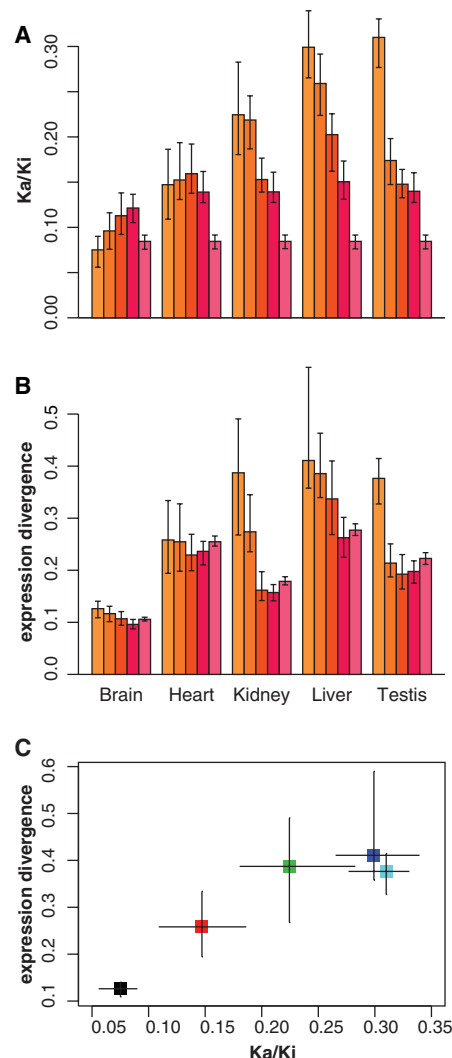 A
Ka/Ki
0.30
0.20
0.10
0.00
B
expression divergence
0.5
0.4
0.3
0.2
0.1
0.0
Brain Heart Kidney Liver Testis
C
expression divergence
0.6
0.5
0.4
0.3
0.2
0.1
0.05 0.10 0.15 0.20 0.25 0.30 0.35
Ka/Ki